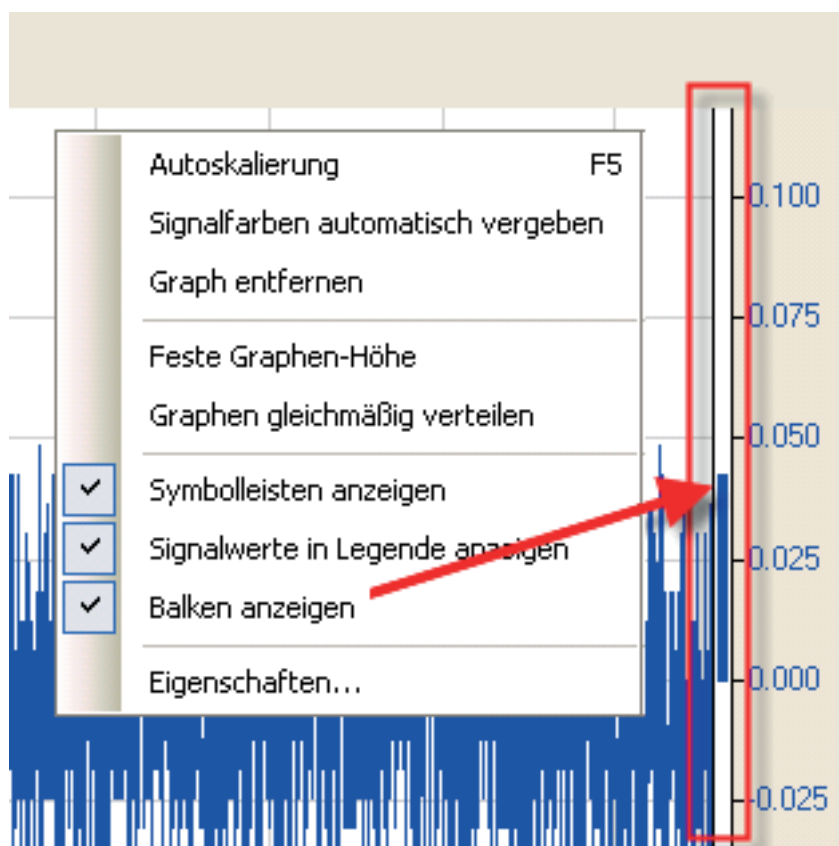 Autoskalierung F5
Signalfarben automatisch vergeben
Graph entfernen
Feste Graphen-Höhe
Graphen gleichmäßig verteilen
Symbolleisten anzeigen
Signalwerte in Legende anzeigen
Balken anzeigen
Eigenschaften...
0.100
0.075
0.050
0.025
0.000
-0.025